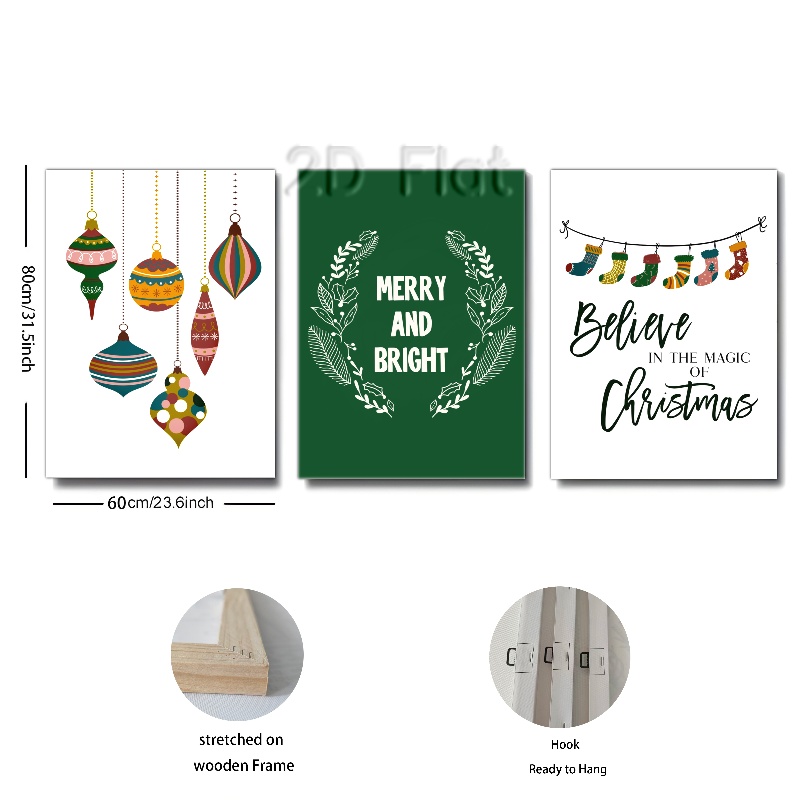 2D Flat
80cm/31.5inch
MERRY
AND
BRIGHT
Believe
IN THE MAGIC
OF
Christmas
60cm/23.6inch
stretched on
wooden Frame
Hook
Ready to Hang